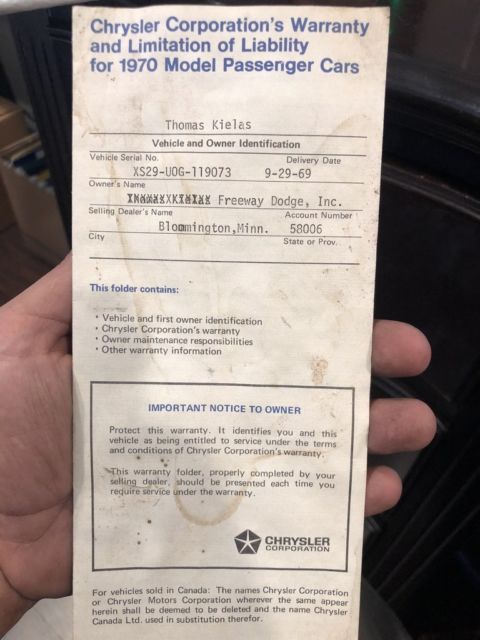 Chrysler Corporation's Warranty
and Limitation of Liability
for 1970 Model Passenger Cars
Thomas Kielas
Vehicle and Owner Identification
Vehicle Serial No. Delivery Date
XS29-UOG-119073 9-29-69
Owner's Name
Freeway Dodge, Inc.
Selling Dealer's Name Account Number
Bloomington,Minn. 58006
City State or Prov.
This folder contains:
• Vehicle and first owner identification
• Chrysler Corporation's warranty
• Owner maintenance responsibilities
• Other warranty information
IMPORTANT NOTICE TO OWNER
Protect this warranty. It identifies you and this
vehicle as being entitled to service under the terms
and conditions of Chrysler Corporation's warranty.
This warranty folder, properly completed by your
selling dealer, should be presented each time you
require service under the warranty.
CHRYSLER
CORPORATION
For vehicles sold in Canada: The names Chrysler Corporation
or Chrysler Motors Corporation wherever the same appear
herein shall be deemed to be deleted and the name Chrysler
Canada Ltd. used in substitution therefor.